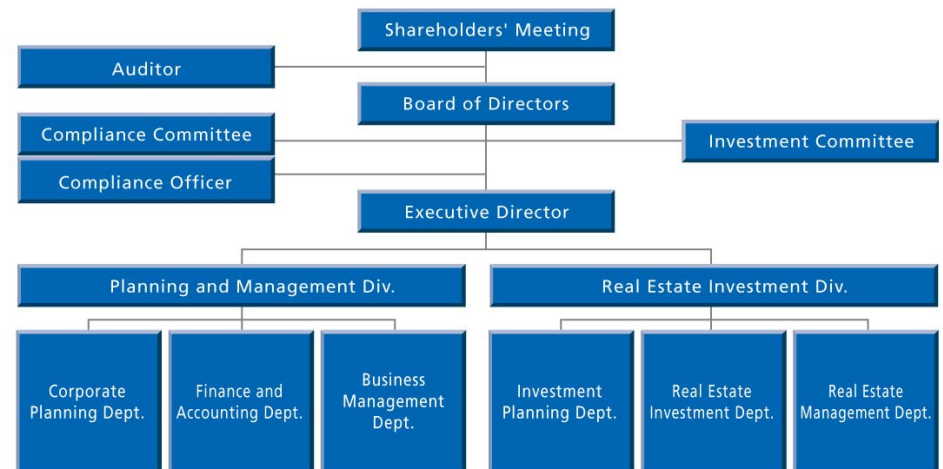 Shareholders' Meeting
Auditor
Board of Directors
Compliance Committee
Investment Committee
Compliance Officer
Executive Director
Planning and Management Div.
Real Estate Investment Div.
Corporate
Planning Dept.
Finance and
Accounting Dept.
Business
Management
Dept.
Investment
Planning Dept.
Real Estate
Investment Dept.
Real Estate
Management Dept.